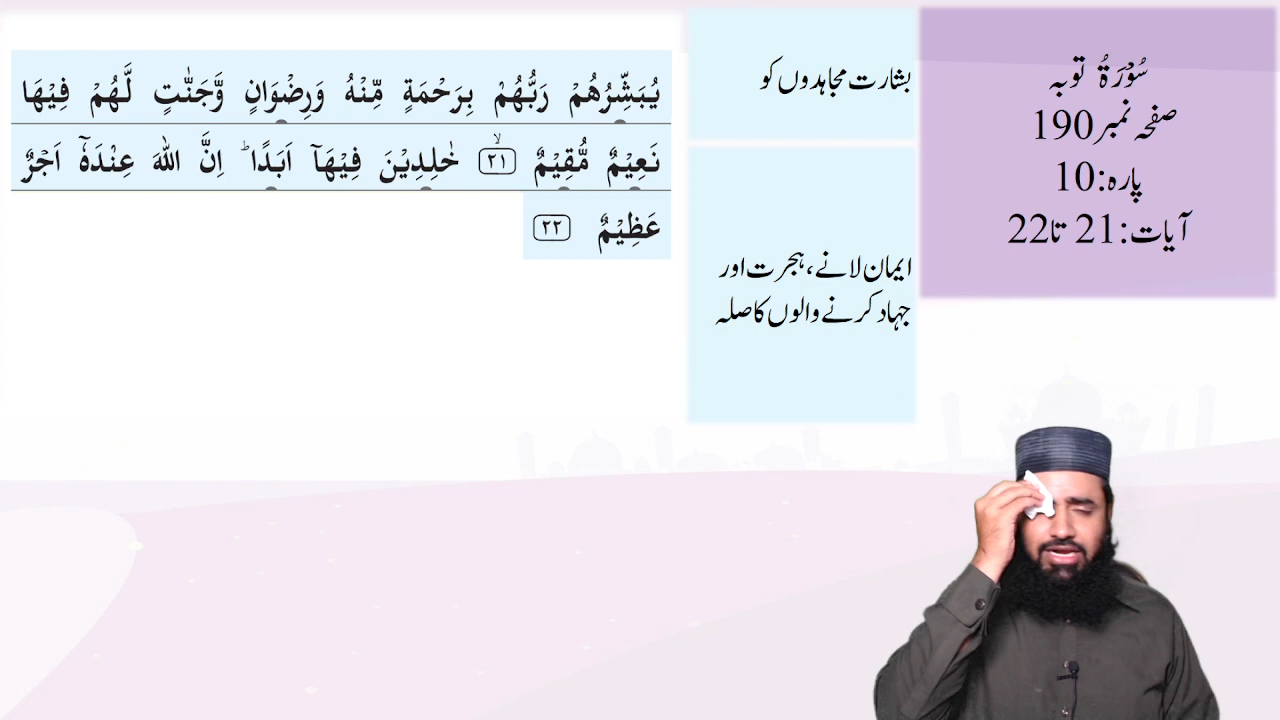 سُوْرَۃُ توبہ
صفحہ نمبر 190
پارہ: 10
آیات: 21 تا 22
بشارت مجاہدوں کو
ایمان لانے، ہجرت اور
جہاد کرنے والوں کا صلہ
یُبَشِّرُهُمْ رَبُّهُمْ بِرَحْمَةٍ مِّنْهُ وَرِضْوَانٍ وَّجَنّٰتٍ لَّهُمْ فِیْهَا
نَعِیْمٌ مُّقِیْمٌ ۙ﴿۲۱﴾ خٰلِدِیْنَ فِیْهَاۤ اَبَدًا ؕ اِنَّ اللّٰهَ عِنْدَهٗۤ اَجْرٌ
عَظِیْمٌ ﴿۲۲﴾